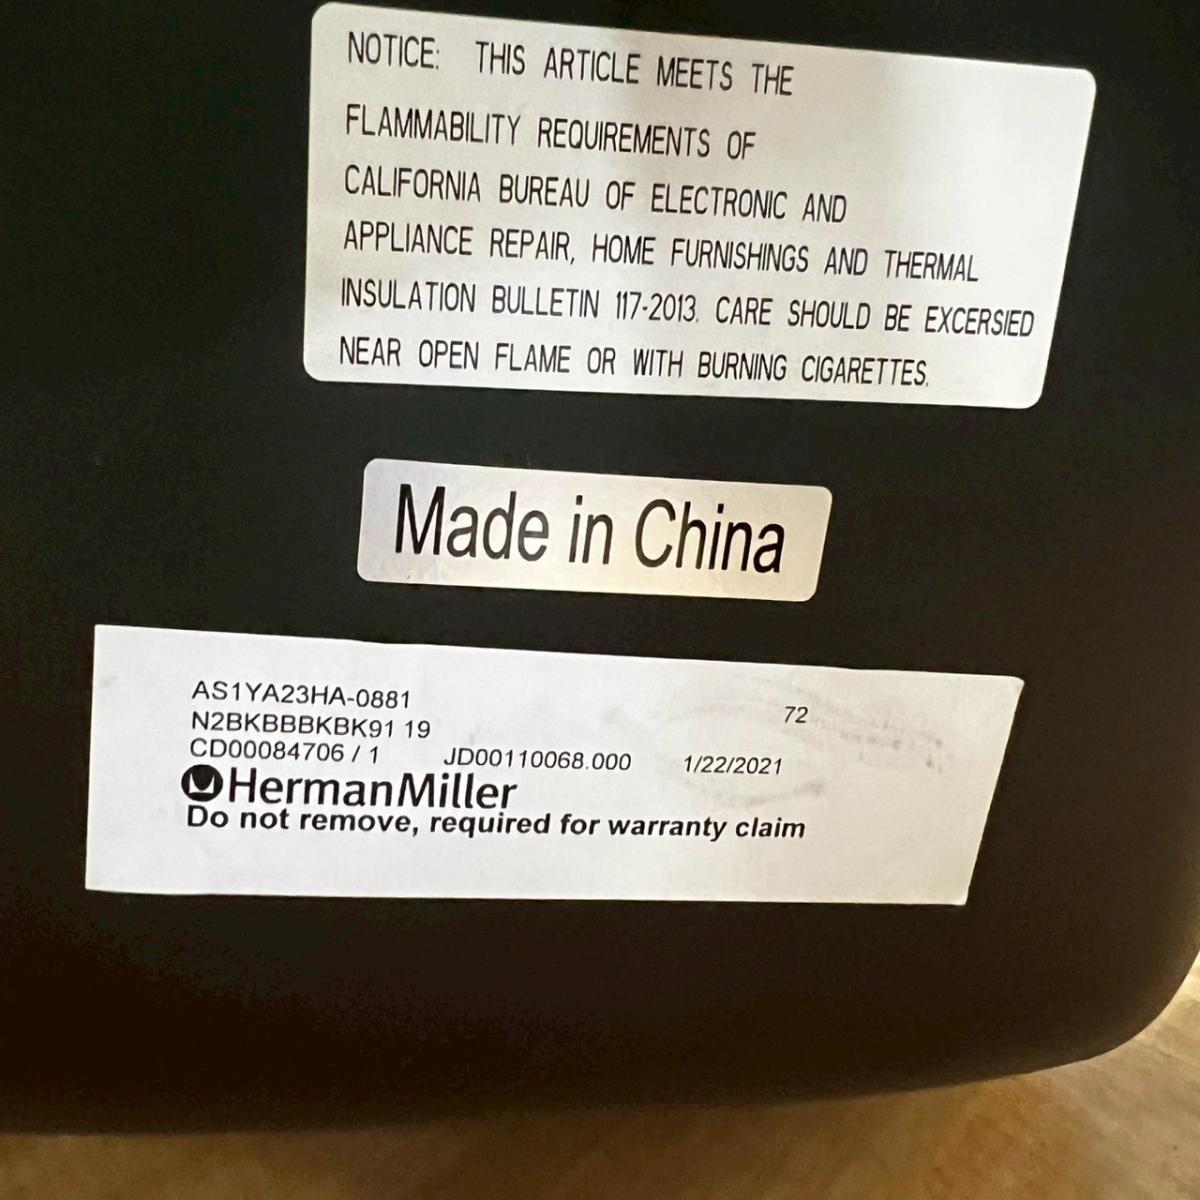 NOTICE: THIS ARTICLE MEETS THE
FLAMMABILITY REQUIREMENTS OF
CALIFORNIA BUREAU OF ELECTRONIC AND
APPLIANCE REPAIR, HOME FURNISHINGS AND THERMAL
INSULATION BULLETIN 117-2013. CARE SHOULD BE EXCERSIED
NEAR OPEN FLAME OR WITH BURNING CIGARETTES.
Made in China
AS1YA23HA-0881
72
N2BKBBBKBK91 19
CD00084706 / 1 JD00110068.000 1/22/2021
HermanMiller
Do not remove, required for warranty claim